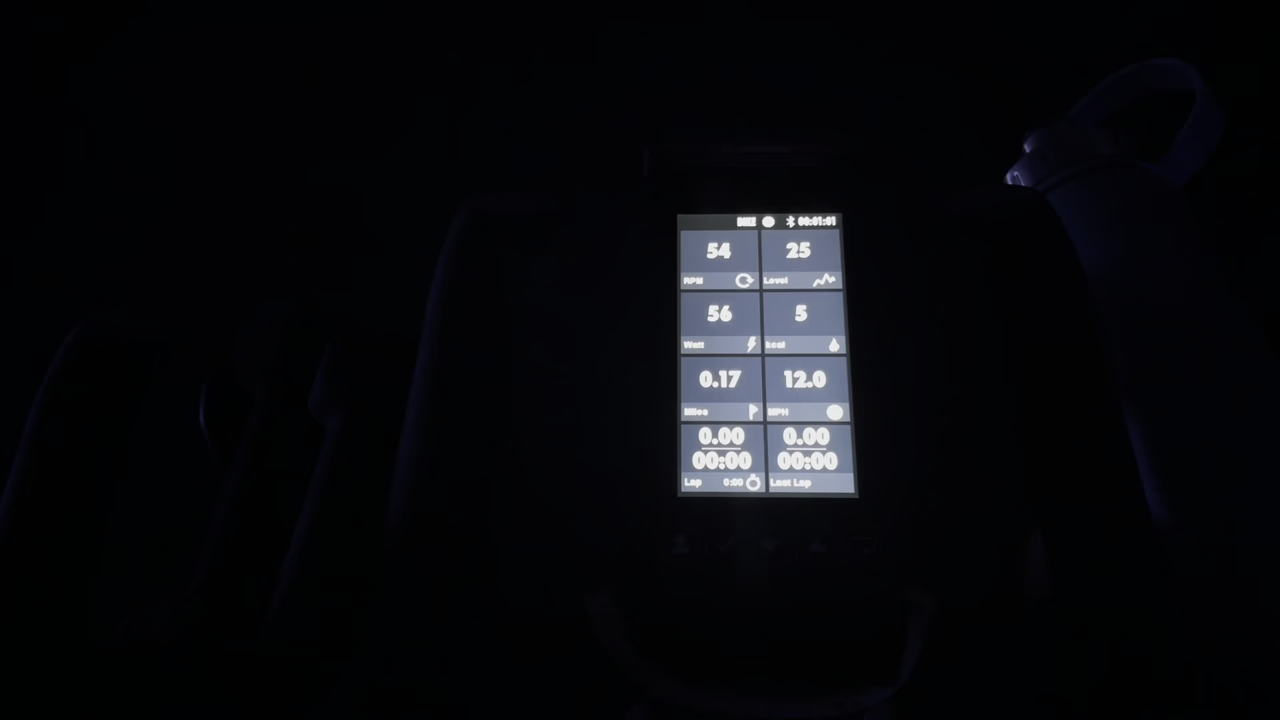 BIKE 00:01:01
54 25
RPM Level
56 5
Watt kcal
0.17 12.0
Miles MPH
0.00 0.00
00:00 00:00
Lap 0:00 Last Lap